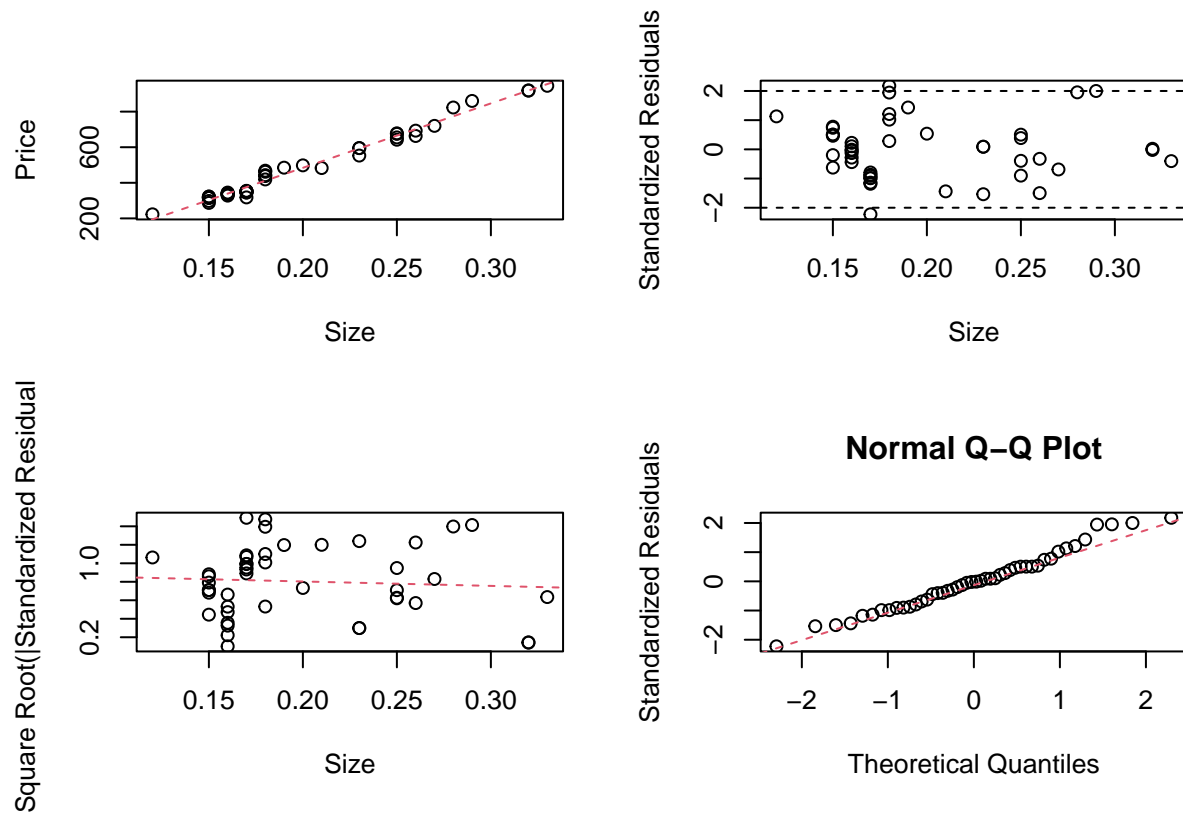 Price
200
600
0.15 0.20 0.25 0.30
Size
Standardized Residuals
−2
0
2
0.15 0.20 0.25 0.30
Size
Square Root(|Standardized Residual
0.2
1.0
0.15 0.20 0.25 0.30
Size
Normal Q−Q Plot
Standardized Residuals
−2
0
2
−2 −1 0 1 2
Theoretical Quantiles